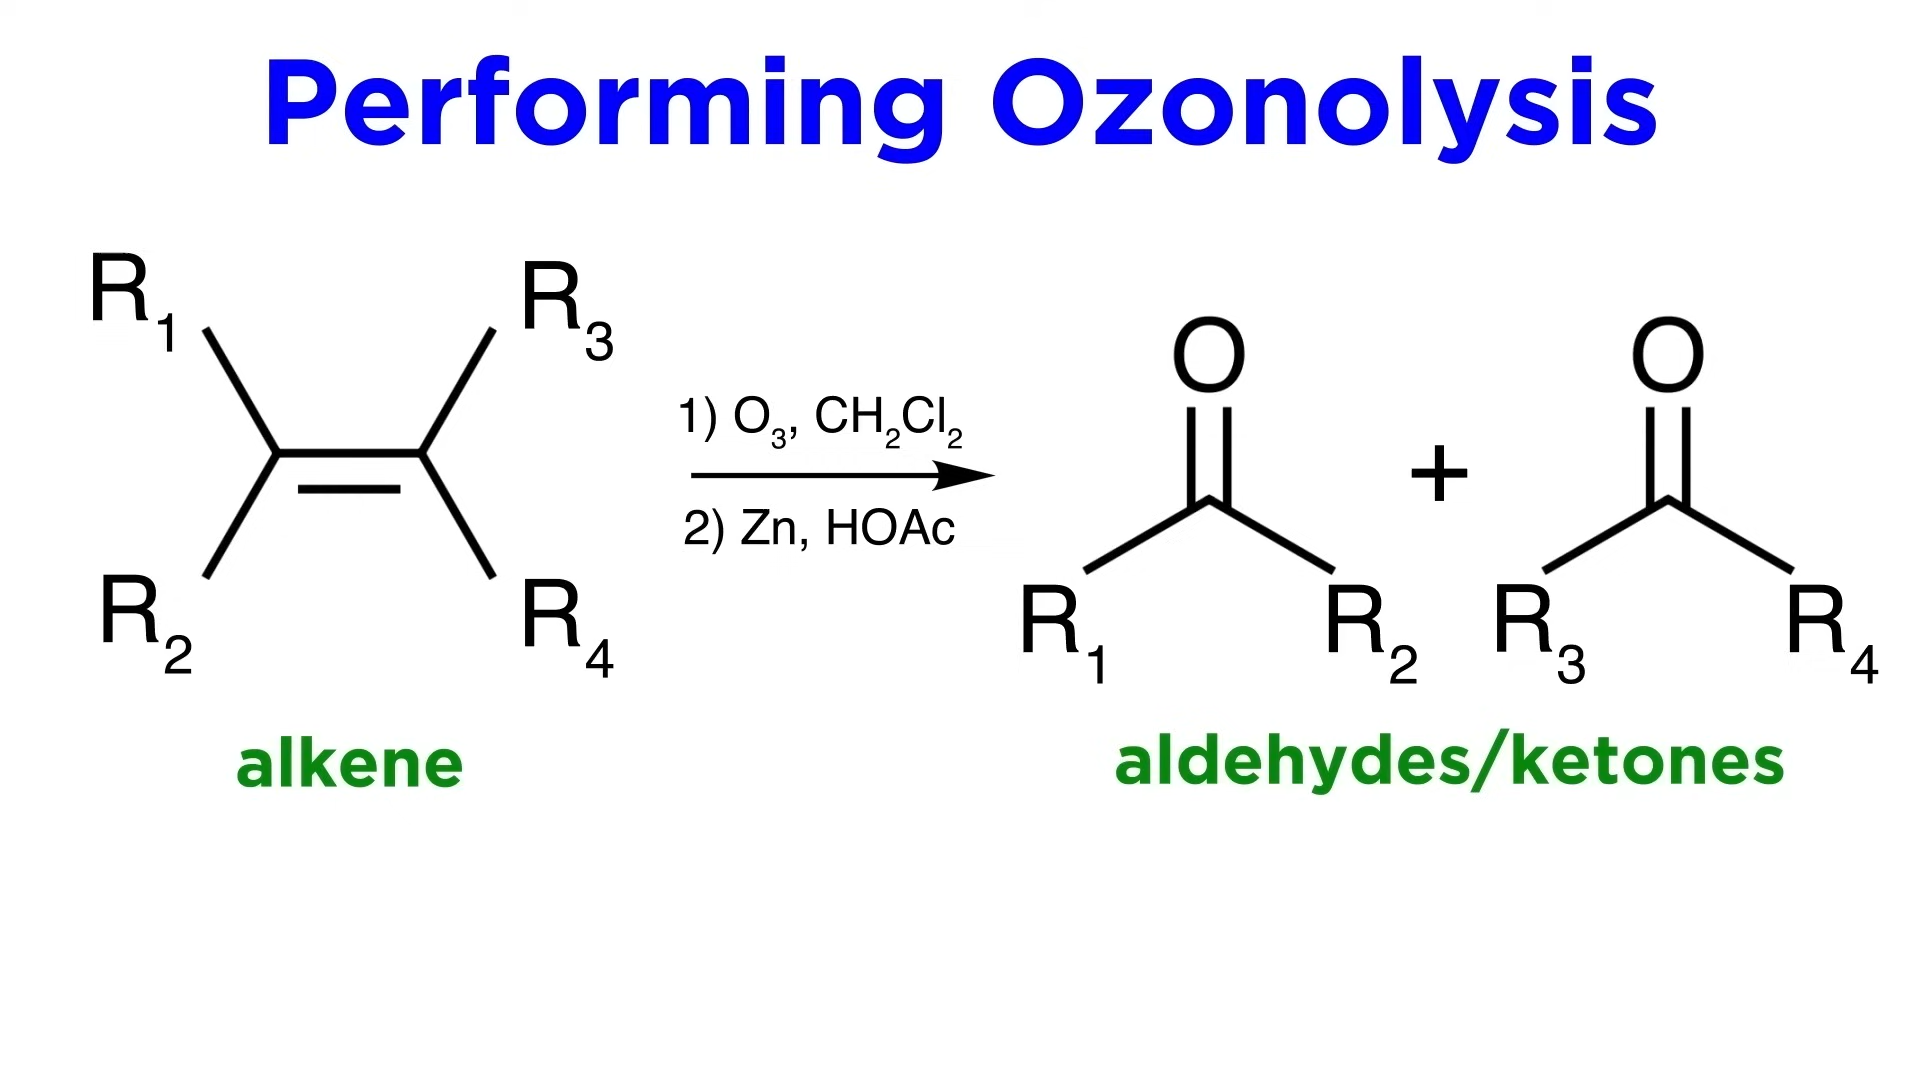 Performing Ozonolysis
R₁ R₃
R₂ R₄
1) O₃, CH₂Cl₂
2) Zn, HOAc
O + O
R₁ R₂ R₃ R₄
alkene
aldehydes/ketones